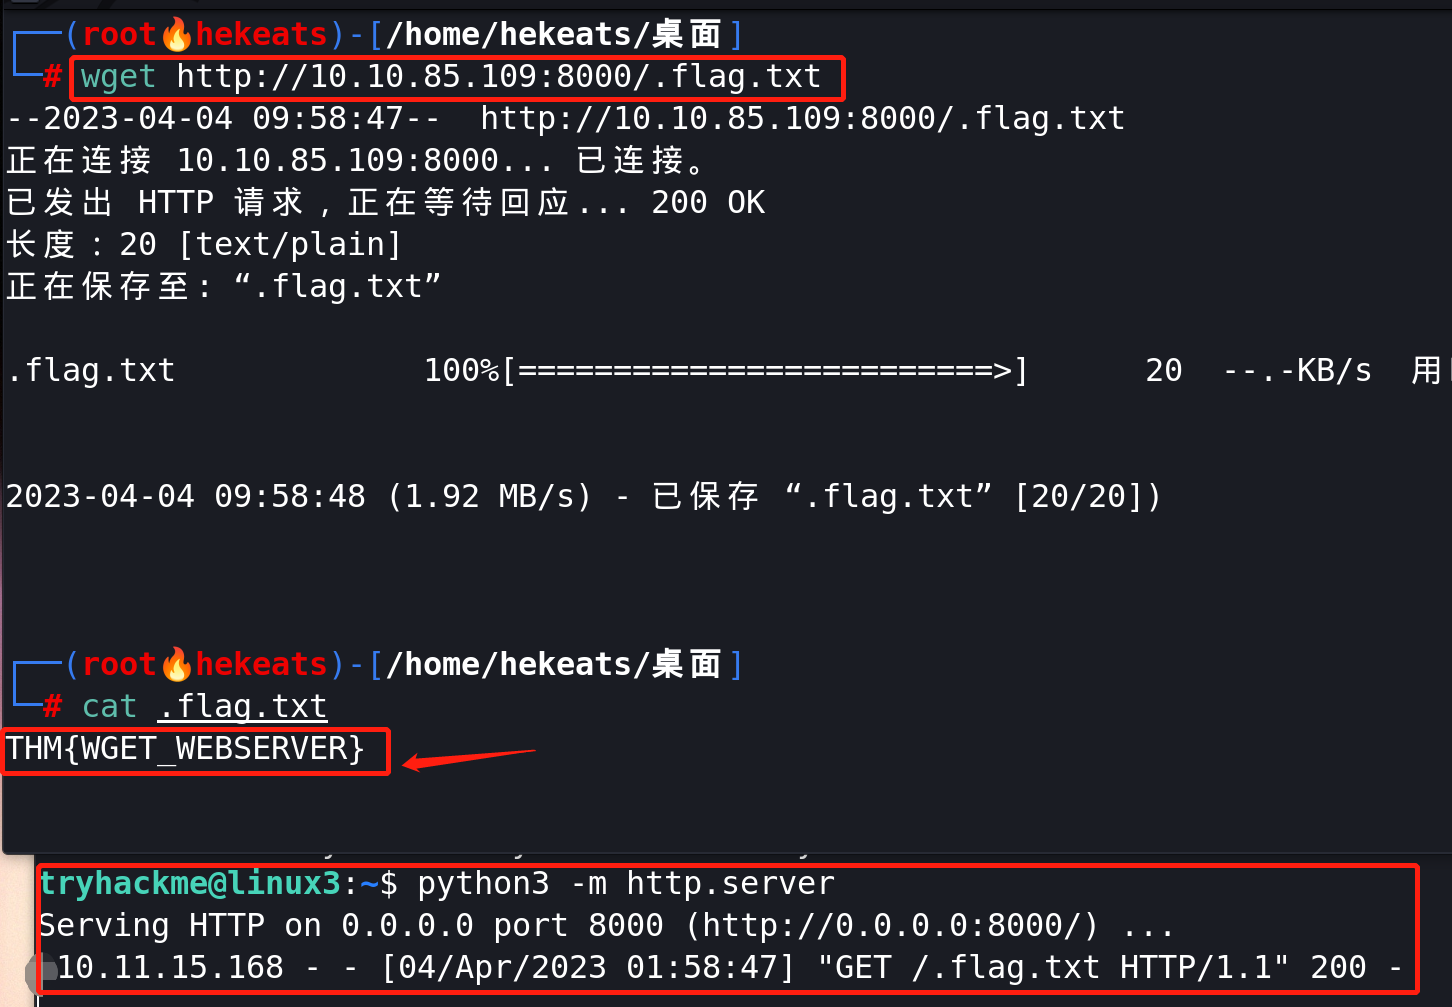 (root🔥hekeats)-[/home/hekeats/桌面]
# wget http://10.10.85.109:8000/.flag.txt
--2023-04-04 09:58:47--  http://10.10.85.109:8000/.flag.txt
正在连接 10.10.85.109:8000... 已连接。
已发出 HTTP 请求，正在等待回应... 200 OK
长度：20 [text/plain]
正在保存至: “.flag.txt”
.flag.txt 100%[=========================>] 20 --.-KB/s 用
2023-04-04 09:58:48 (1.92 MB/s) - 已保存 “.flag.txt” [20/20])
(root🔥hekeats)-[/home/hekeats/桌面]
# cat .flag.txt
THM{WGET_WEBSERVER}
tryhackme@linux3:~$ python3 -m http.server
Serving HTTP on 0.0.0.0 port 8000 (http://0.0.0.0:8000/) ...
10.11.15.168 - - [04/Apr/2023 01:58:47] "GET /.flag.txt HTTP/1.1" 200 -